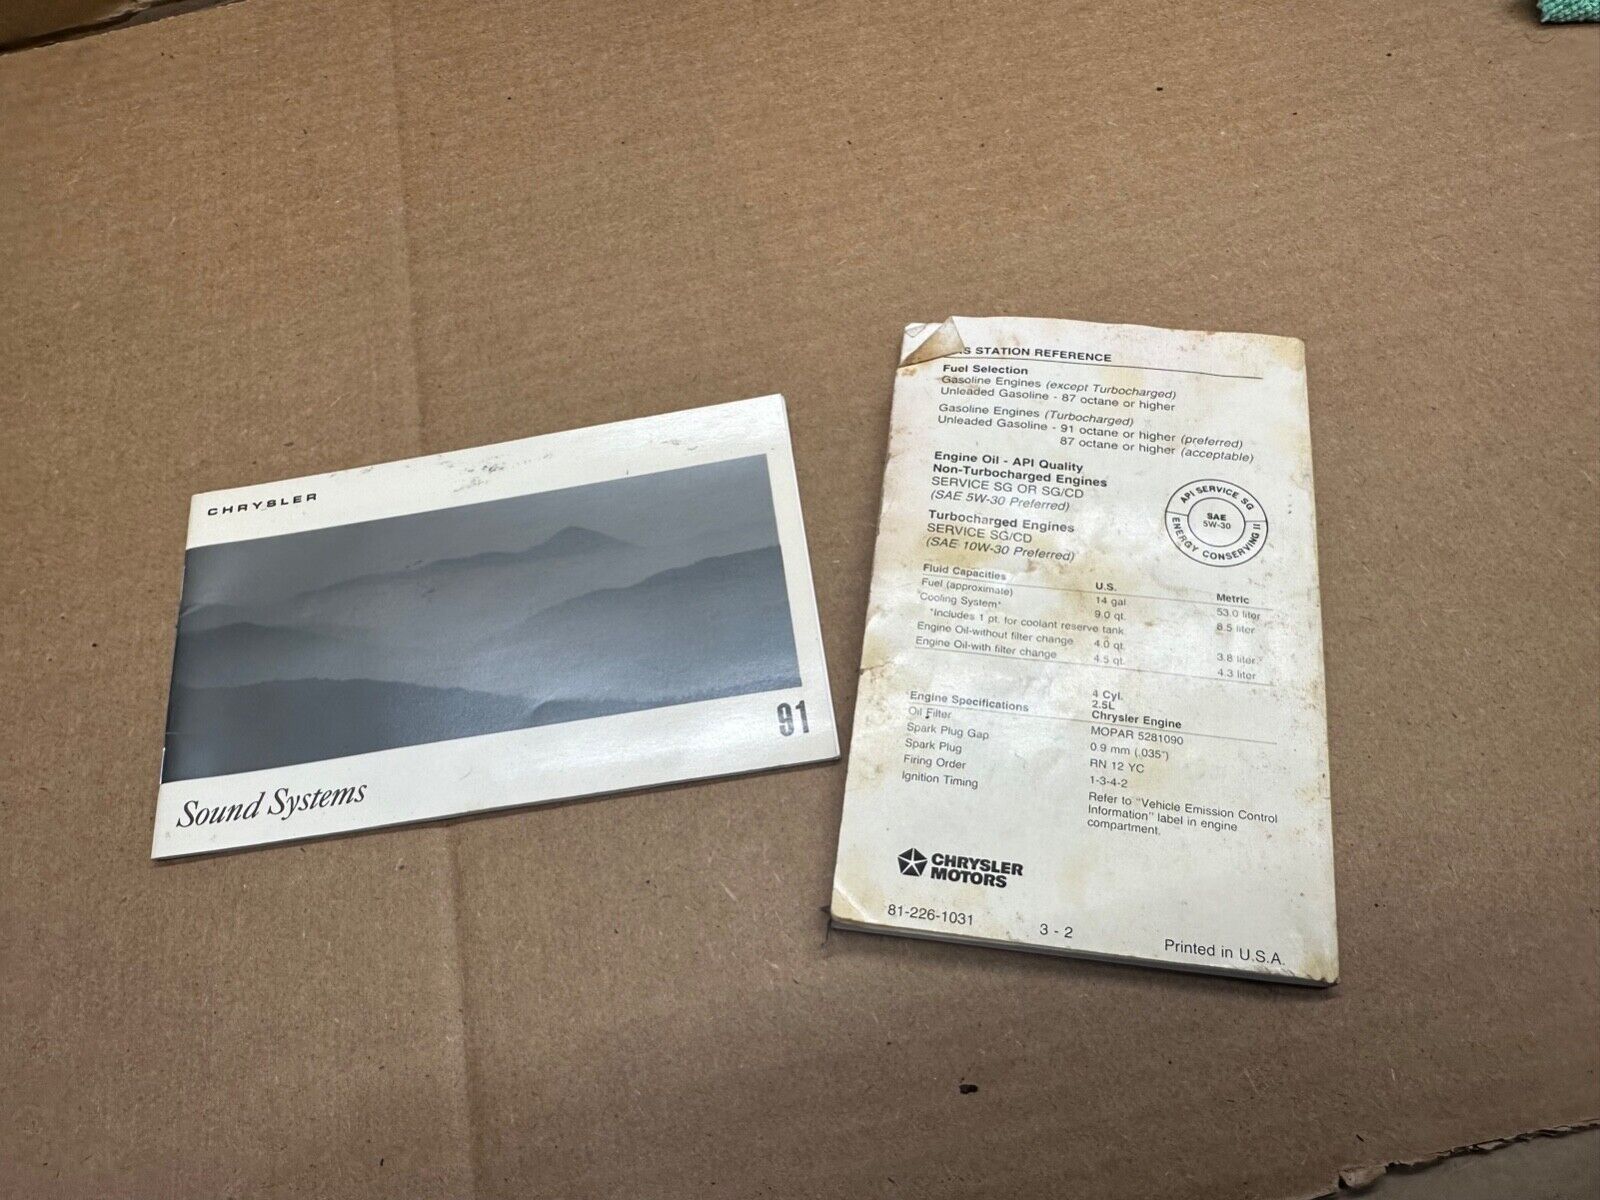 CHRYSLER
91
Sound Systems
STATION REFERENCE
Fuel Selection
Gasoline Engines (except Turbocharged)
Unleaded Gasoline - 87 octane or higher
Gasoline Engines (Turbocharged)
Unleaded Gasoline - 91 octane or higher (preferred)
87 octane or higher (acceptable)
Engine Oil - API Quality
Non-Turbocharged Engines
SERVICE SG OR SG/CD
(SAE 5W-30 Preferred)
Turbocharged Engines
SERVICE SG/CD
(SAE 10W-30 Preferred)
API SERVICE SG
SAE
5W-30
ENERGY CONSERVING II
Fluid Capacities U.S. Metric
Fuel (approximate) 14 gal. 53.0 liter
Cooling System* 9.0 qt. 8.5 liter
*Includes 1 pt. for coolant reserve tank
Engine Oil-without filter change 4.0 qt. 3.8 liter
Engine Oil-with filter change 4.5 qt. 4.3 liter
4 Cyl.
2.5L
Engine Specifications Chrysler Engine
Oil Filter MOPAR 5281090
Spark Plug Gap 0.9 mm (.035")
Spark Plug RN 12 YC
Firing Order 1-3-4-2
Ignition Timing Refer to "Vehicle Emission Control
Information" label in engine
compartment.
CHRYSLER
MOTORS
81-226-1031
3 - 2
Printed in U.S.A.